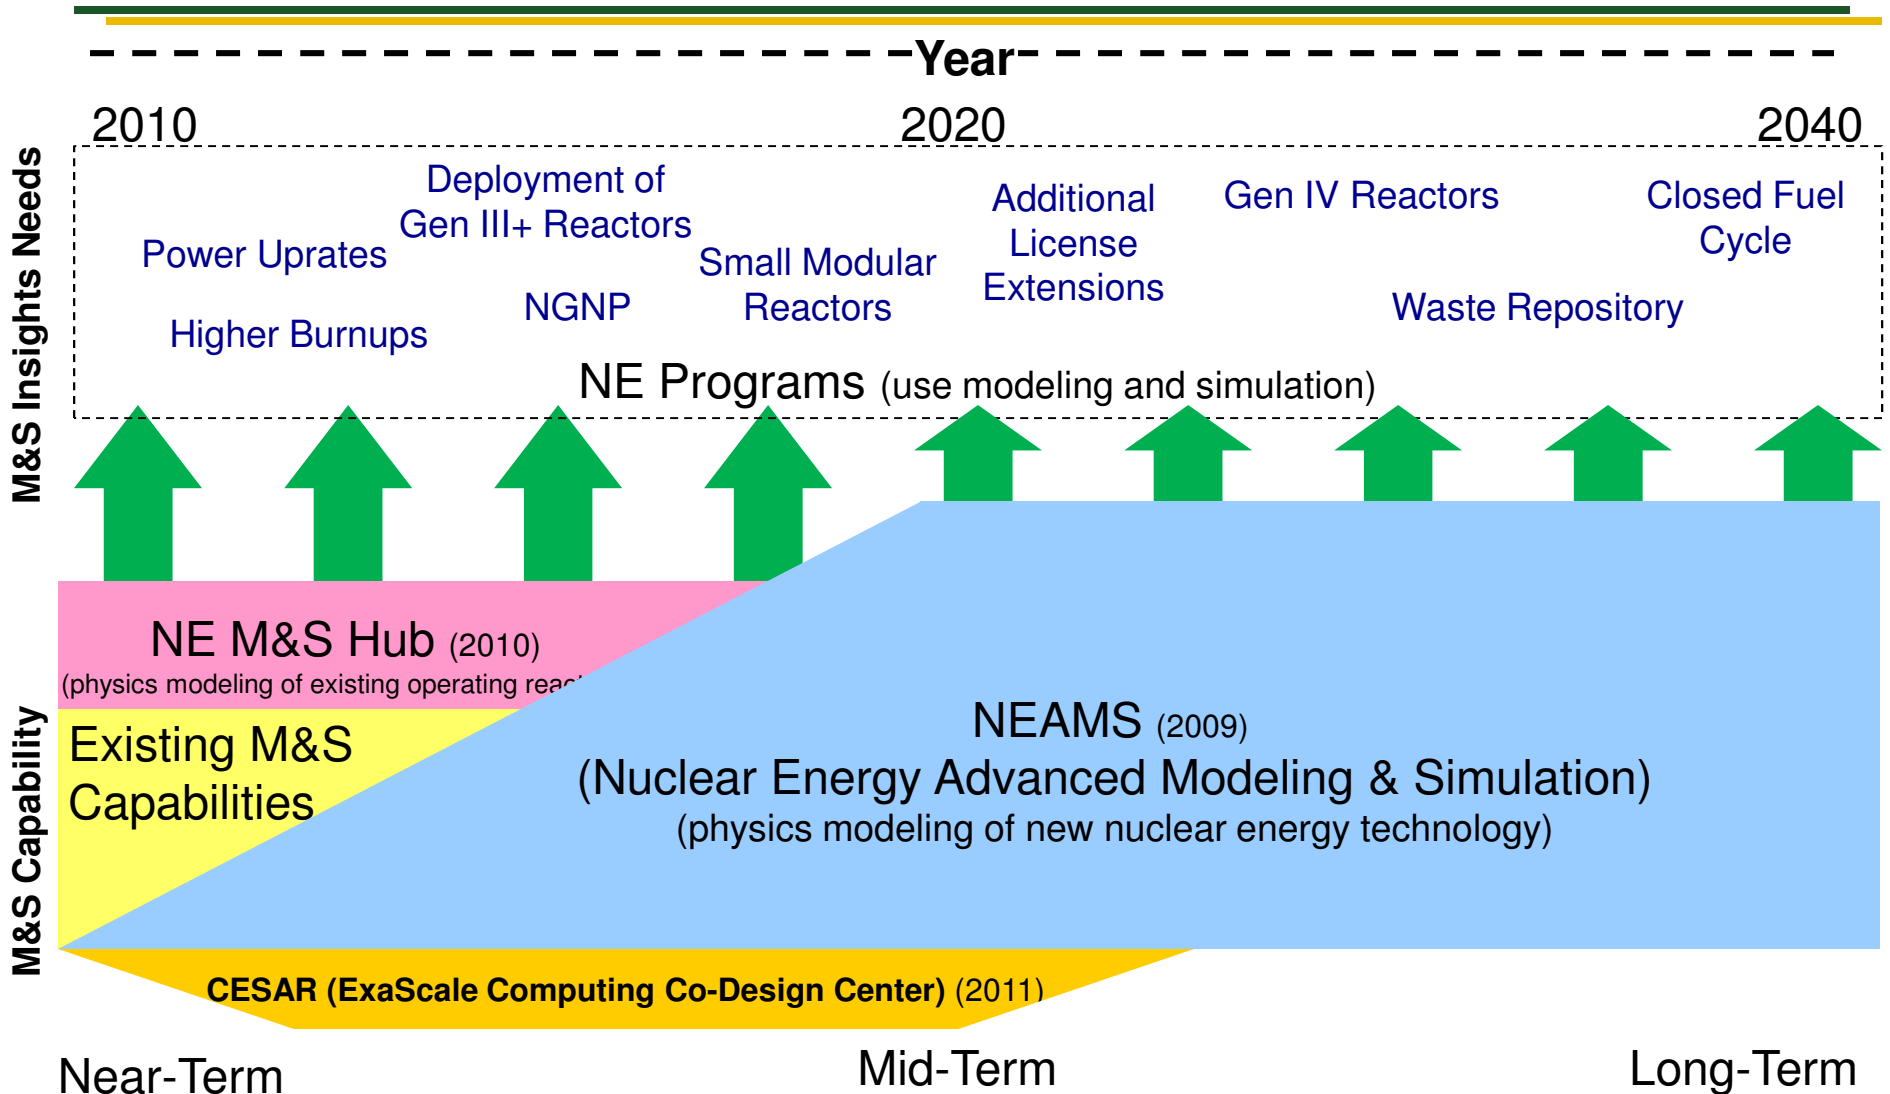 Year
2010
2020
2040
M&S Insights Needs
Deployment of
Gen III+ Reactors
Power Uprates
Higher Burnups
NGNP
Small Modular
Reactors
Additional
License
Extensions
Gen IV Reactors
Closed Fuel
Cycle
Waste Repository
NE Programs (use modeling and simulation)
M&S Capability
NE M&S Hub (2010)
(physics modeling of existing operating
Existing M&S
Capabilities
NEAMS (2009)
(Nuclear Energy Advanced Modeling & Simulation)
(physics modeling of new nuclear energy technology)
CESAR (ExaScale Computing Co-Design Center) (2011)
Near-Term
Mid-Term
Long-Term